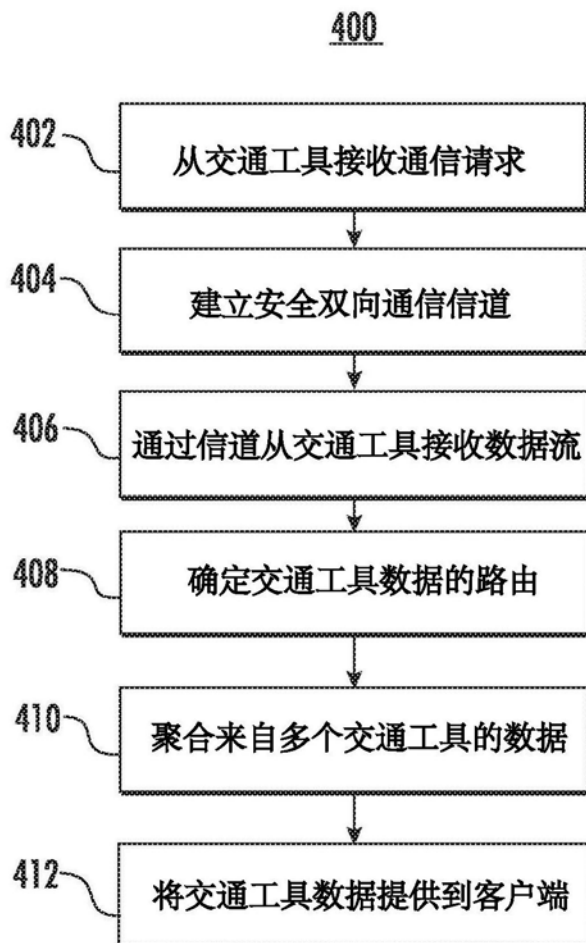 400
402
从交通工具接收通信请求
404
建立安全双向通信信道
406
通过信道从交通工具接收数据流
408
确定交通工具数据的路由
410
聚合来自多个交通工具的数据
412
将交通工具数据提供到客户端